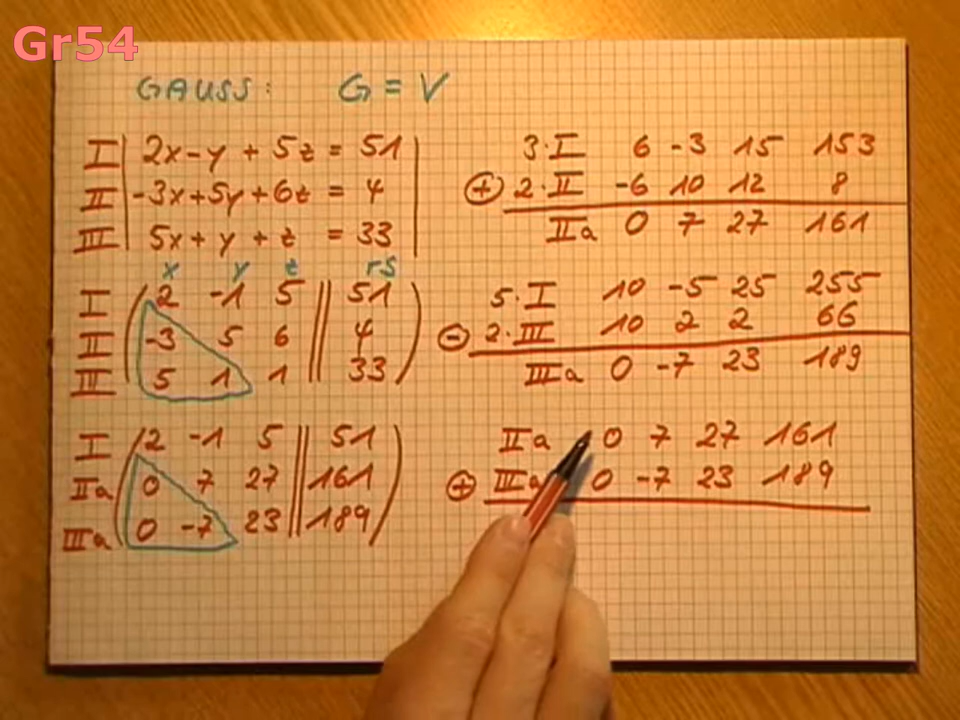 Gr54
GAUSS: G = V
I 2x - y + 5z = 51
II -3x + 5y + 6z = 4
III 5x + y + z = 33
x y z rS
I 2 -1 5 51
II -3 5 6 4
III 5 1 1 33
I 2 -1 5 51
IIa 0 7 27 161
IIIa 0 -7 23 189
3·I 6 -3 15 153
+ 2·II -6 10 12 8
IIa 0 7 27 161
5·I 10 -5 25 255
- 2·III 10 2 2 66
IIIa 0 -7 23 189
IIa 0 7 27 161
+ IIIa 0 -7 23 189